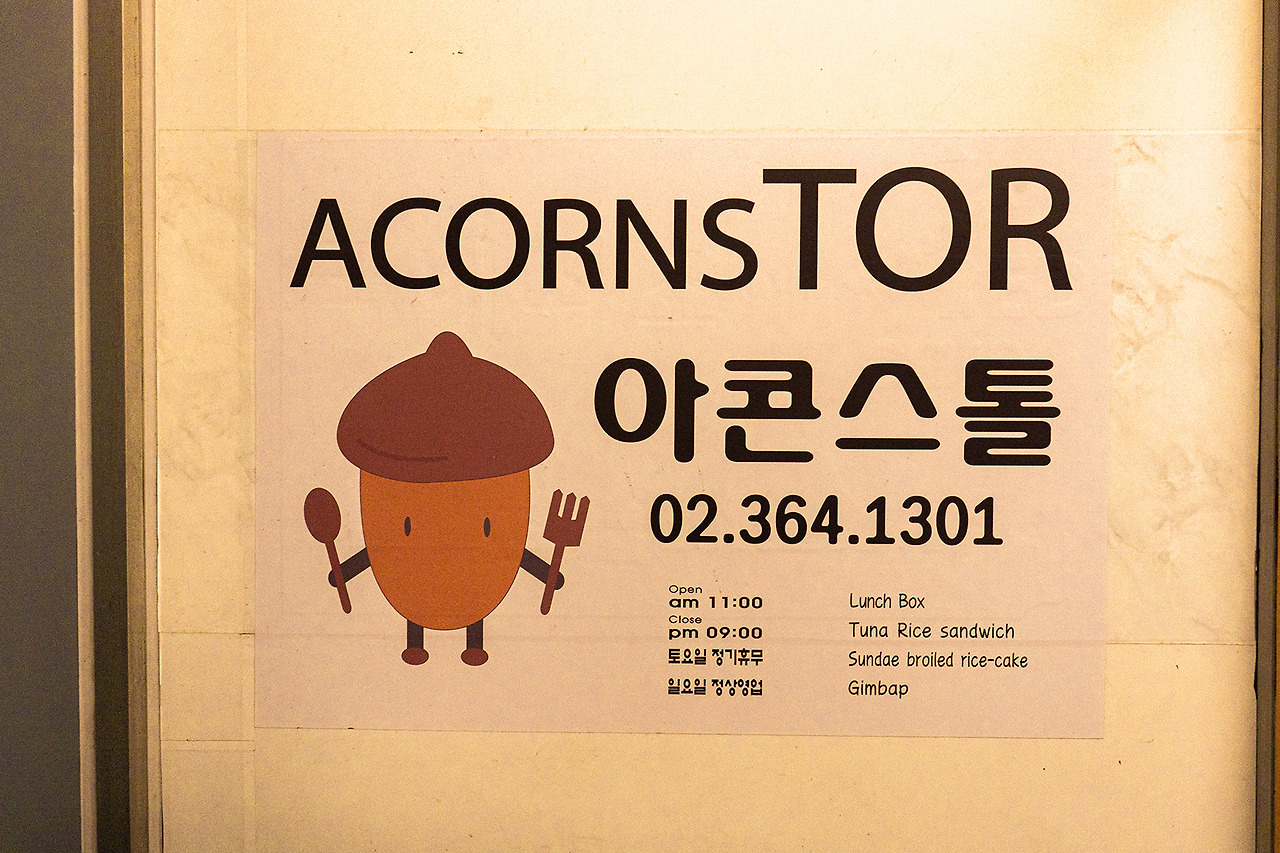 ACORNSTOR
아콘스톨
02.364.1301
Open
am 11:00
Close
pm 09:00
토요일 정기휴무
일요일 정상영업
Lunch Box
Tuna Rice sandwich
Sundae broiled rice-cake
Gimbap